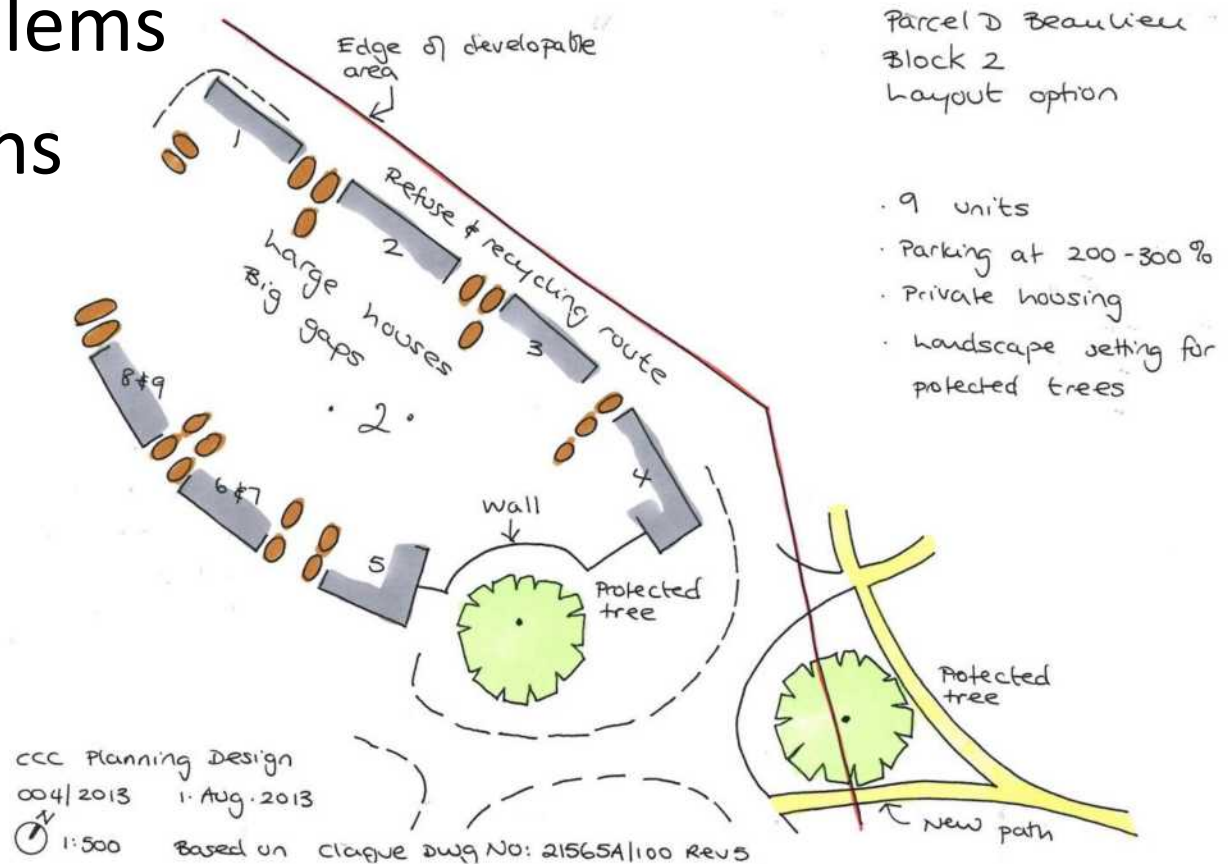 lems
ns
Edge of developable
area
Parcel D Beaulieu
Block 2
Layout option
· 9 units
· Parking at 200-300%
· Private housing
· Landscape setting for
protected trees
1
Refuse & recycling route
2
Large houses
Big gaps
3
8&9
· 2 ·
4
6&7
Wall
5
Protected
tree
Protected
tree
New path
CCC Planning Design
004/2013 1. Aug. 2013
N
1:500 Based on Clague Dwg No: 21565A/100 Rev5